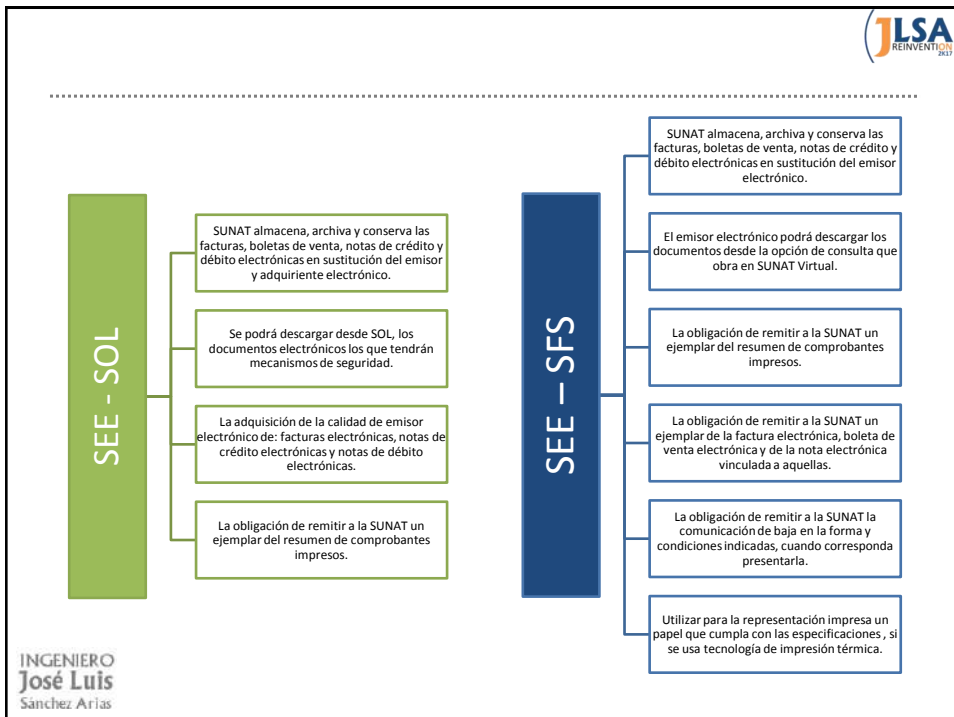 JLSA
REINVENTION
2K17
SEE - SOL
SUNAT almacena, archiva y conserva las
facturas, boletas de venta, notas de crédito y
débito electrónicas en sustitución del emisor
y adquiriente electrónico.
Se podrá descargar desde SOL, los
documentos electrónicos los que tendrán
mecanismos de seguridad.
La adquisición de la calidad de emisor
electrónico de: facturas electrónicas, notas de
crédito electrónicas y notas de débito
electrónicas.
La obligación de remitir a la SUNAT un
ejemplar del resumen de comprobantes
impresos.
SEE – SFS
SUNAT almacena, archiva y conserva las
facturas, boletas de venta, notas de crédito y
débito electrónicas en sustitución del emisor
electrónico.
El emisor electrónico podrá descargar los
documentos desde la opción de consulta que
obra en SUNAT Virtual.
La obligación de remitir a la SUNAT un
ejemplar del resumen de comprobantes
impresos.
La obligación de remitir a la SUNAT un
ejemplar de la factura electrónica, boleta de
venta electrónica y de la nota electrónica
vinculada a aquellas.
La obligación de remitir a la SUNAT la
comunicación de baja en la forma y
condiciones indicadas, cuando corresponda
presentarla.
Utilizar para la representación impresa un
papel que cumpla con las especificaciones , si
se usa tecnología de impresión térmica.
INGENIERO
José Luis
Sánchez Arias